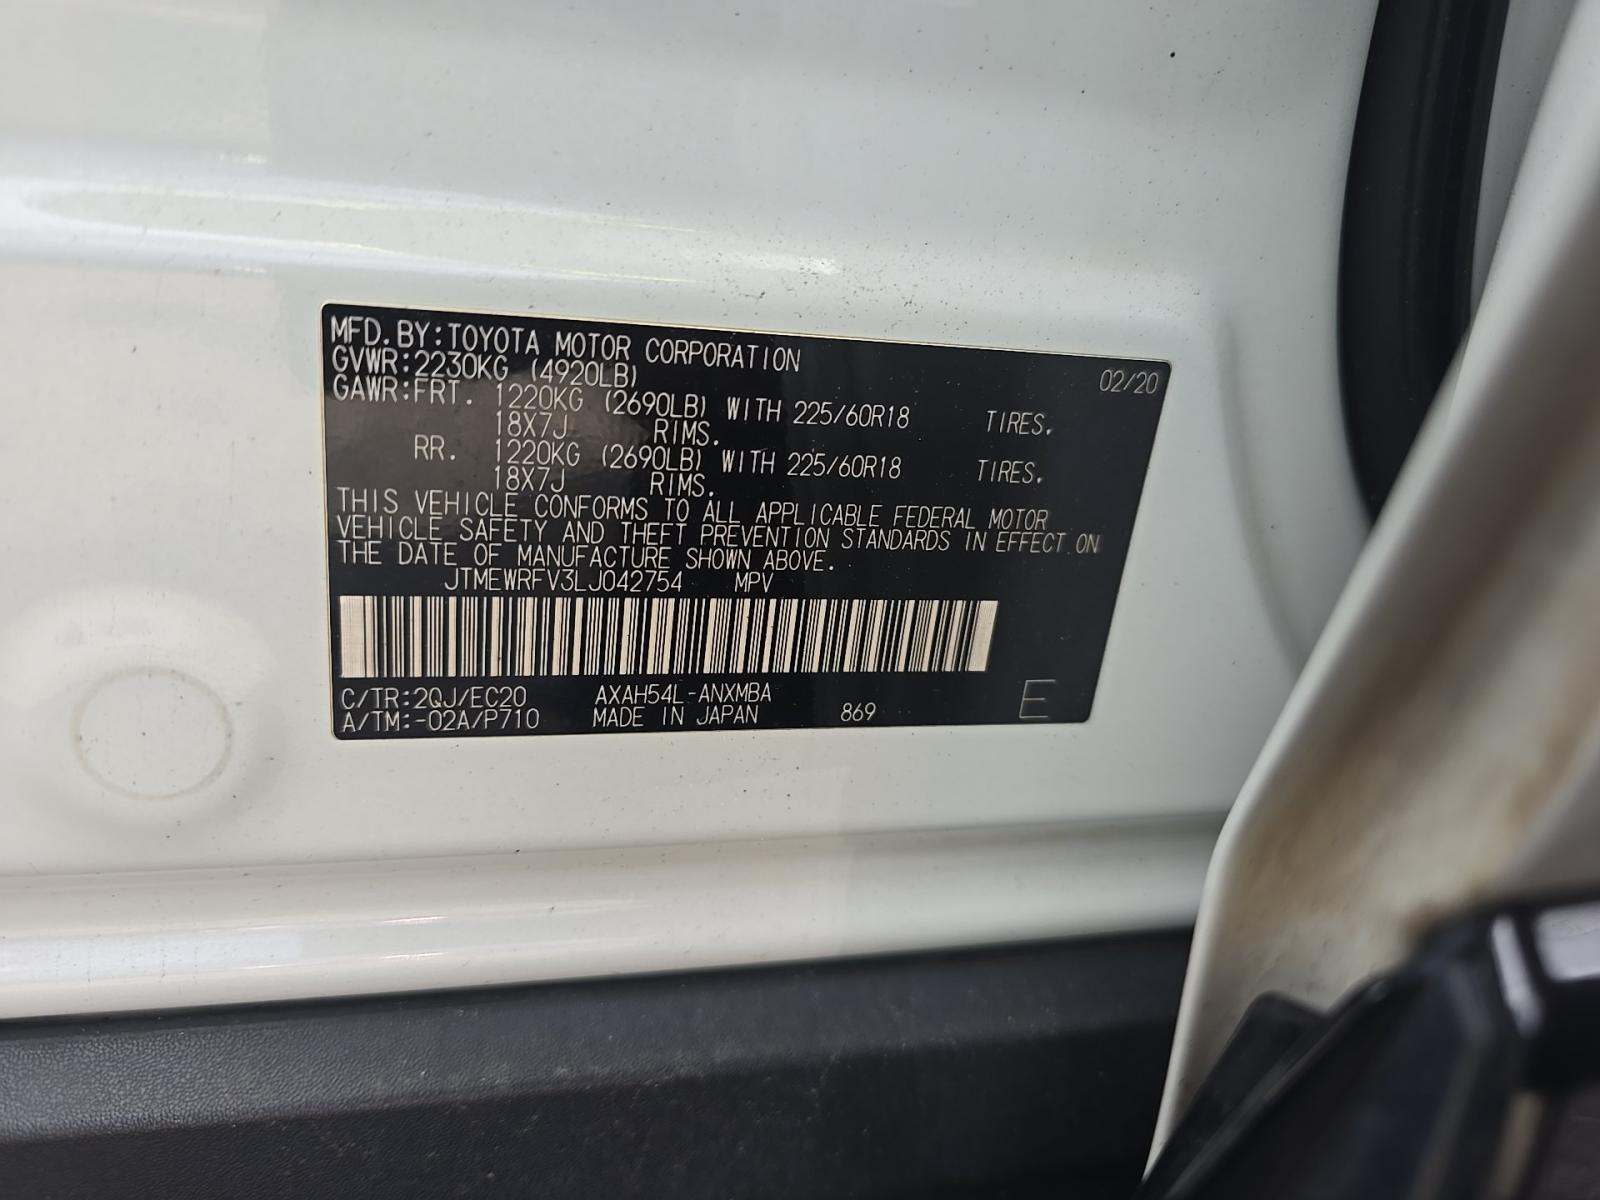 MFD.BY:TOYOTA MOTOR CORPORATION 02/20
GVWR:2230KG (4920LB)
GAWR:FRT. 1220KG (2690LB) WITH 225/60R18 TIRES.
18X7J RIMS.
RR. 1220KG (2690LB) WITH 225/60R18 TIRES.
18X7J RIMS.
THIS VEHICLE CONFORMS TO ALL APPLICABLE FEDERAL MOTOR
VEHICLE SAFETY AND THEFT PREVENTION STANDARDS IN EFFECT ON
THE DATE OF MANUFACTURE SHOWN ABOVE.
JTMEWRFV3LJ042754 MPV
C/TR:2QJ/EC20 AXAH54L-ANXMBA
A/TM:-02A/P710 MADE IN JAPAN 869 E